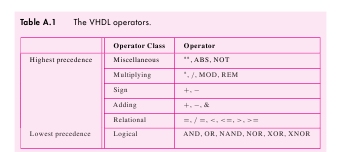 Table A.1 The VHDL operators.
Operator Class Operator
Highest precedence Miscellaneous **, ABS, NOT
Multiplying *, /, MOD, REM
Sign +, −
Adding +, −, &
Relational =, /=, <, <=, >, >=
Lowest precedence Logical AND, OR, NAND, NOR, XOR, XNOR